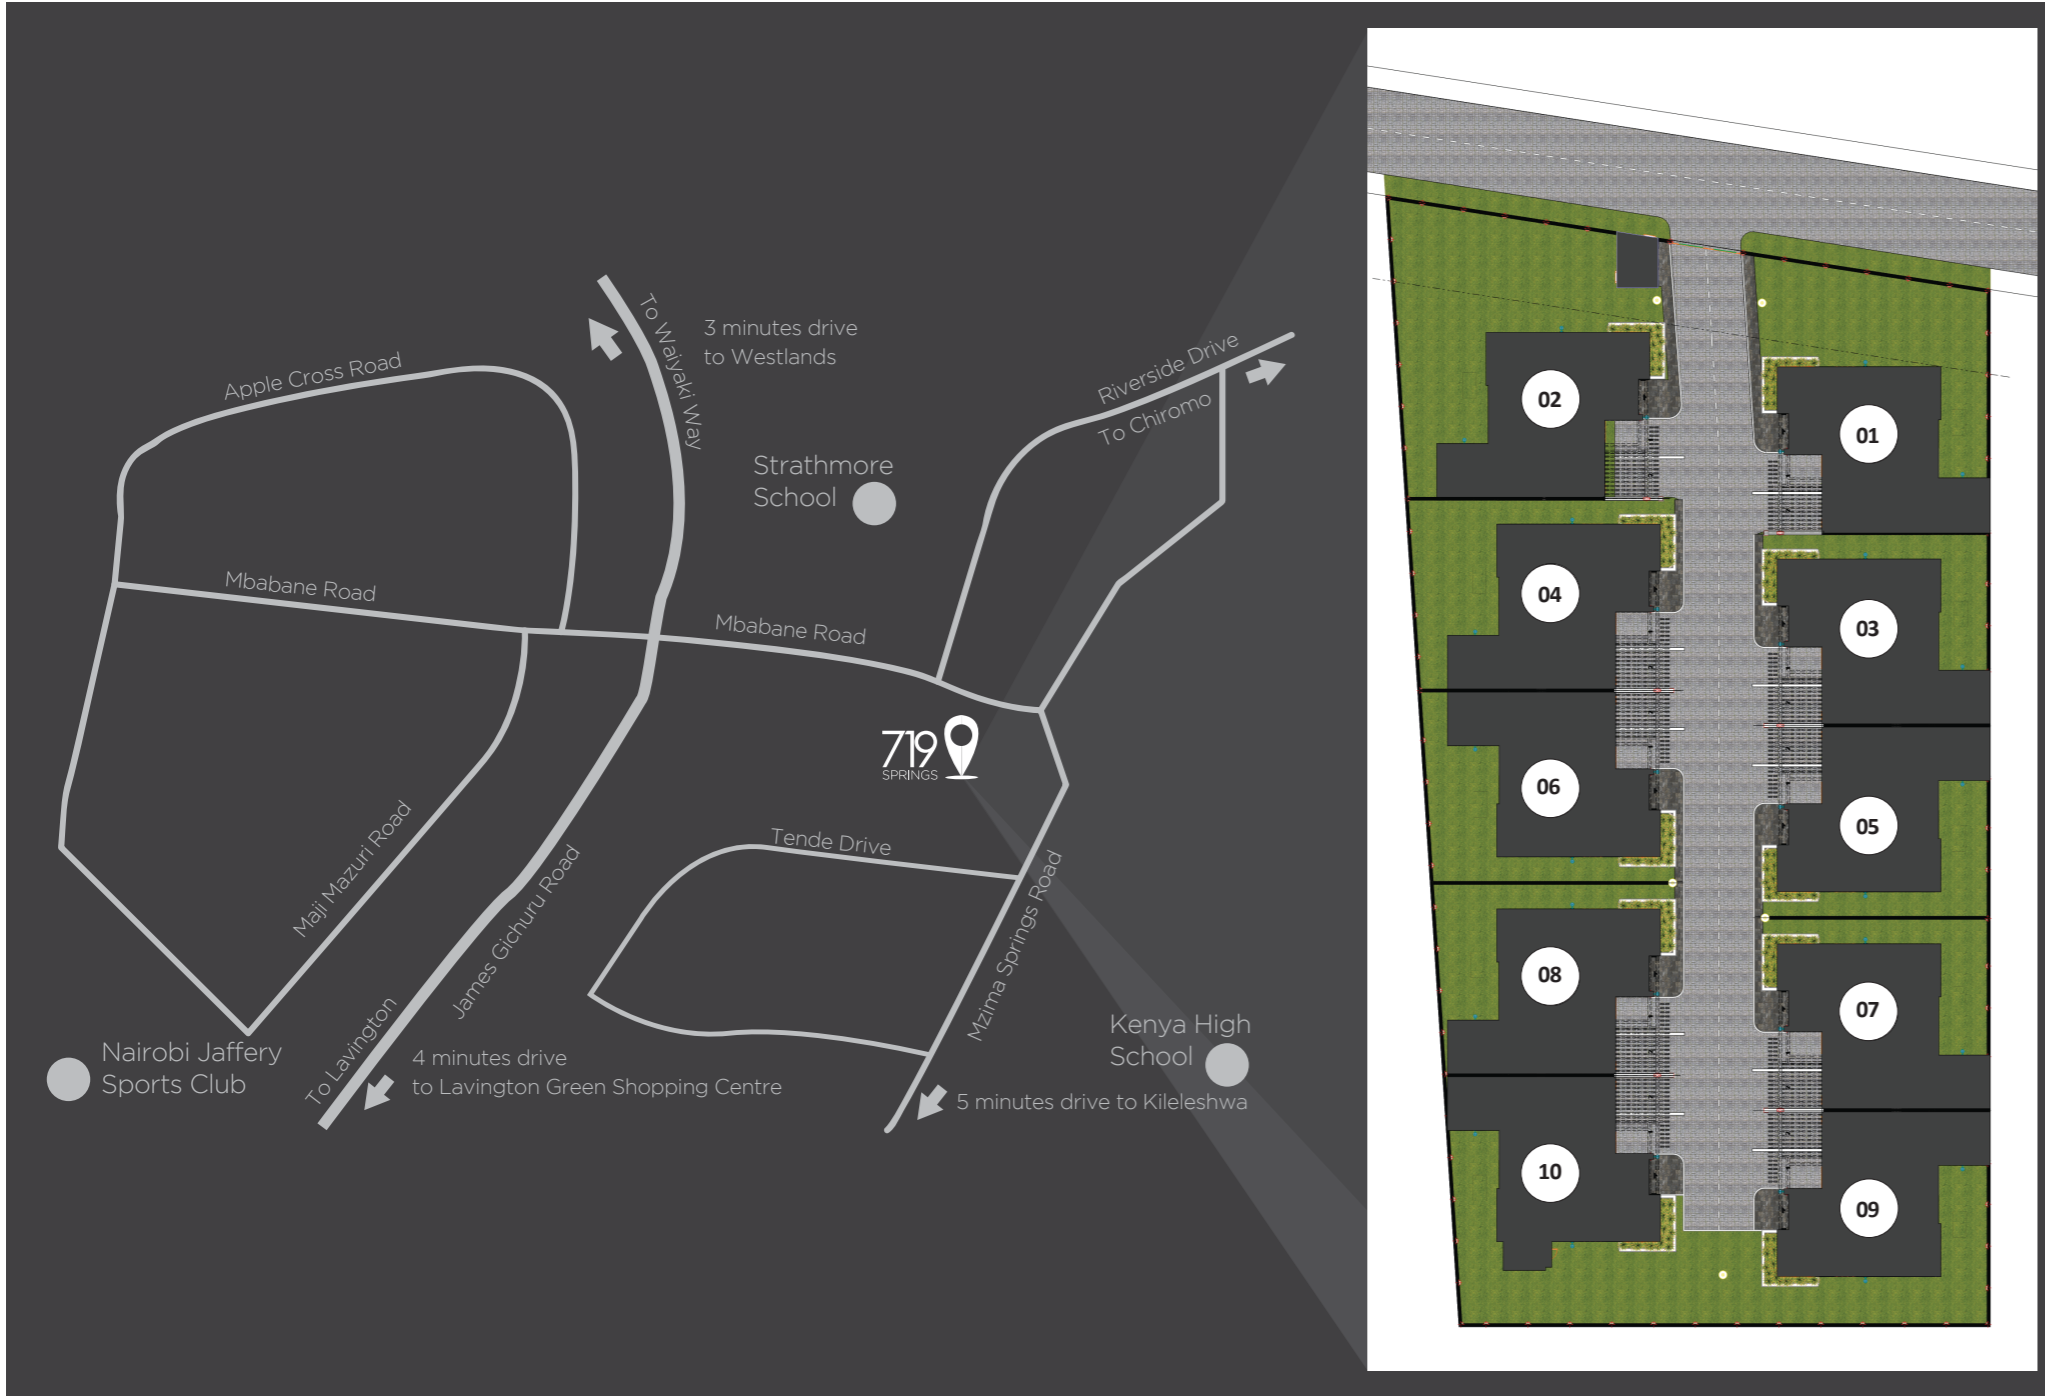 To Waiyaki Way
3 minutes drive
to Westlands
Apple Cross Road
Riverside Drive
To Chiromo
Strathmore
School
Mbabane Road
Mbabane Road
719
SPRINGS
Tende Drive
Maji Mazuri Road
James Gichuru Road
Mzima Springs Road
To Lavington
Nairobi Jaffery
Sports Club
4 minutes drive
to Lavington Green Shopping Centre
Kenya High
School
5 minutes drive to Kileleshwa
02
01
04
03
06
05
08
07
10
09